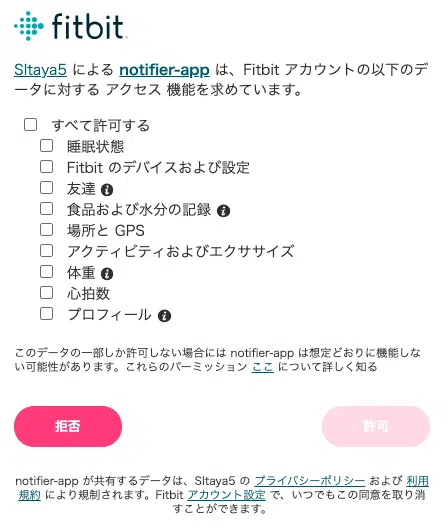 fitbit
SItaya5 による notifier-app は、Fitbit アカウントの以下のデ
ータに対する アクセス 機能を求めています。
すべて許可する
睡眠状態
Fitbit のデバイスおよび設定
友達
食品および水分の記録
場所と GPS
アクティビティおよびエクササイズ
体重
心拍数
プロフィール
このデータの一部しか許可しない場合には notifier-app は想定どおりに機能しな
い可能性があります。これらのパーミッション ここ について詳しく知る
拒否
許可
notifier-app が共有するデータは、SItaya5 の プライバシーポリシー および 利用
規約 により規制されます。Fitbit アカウント設定 で、いつでもこの同意を取り消
すことができます。